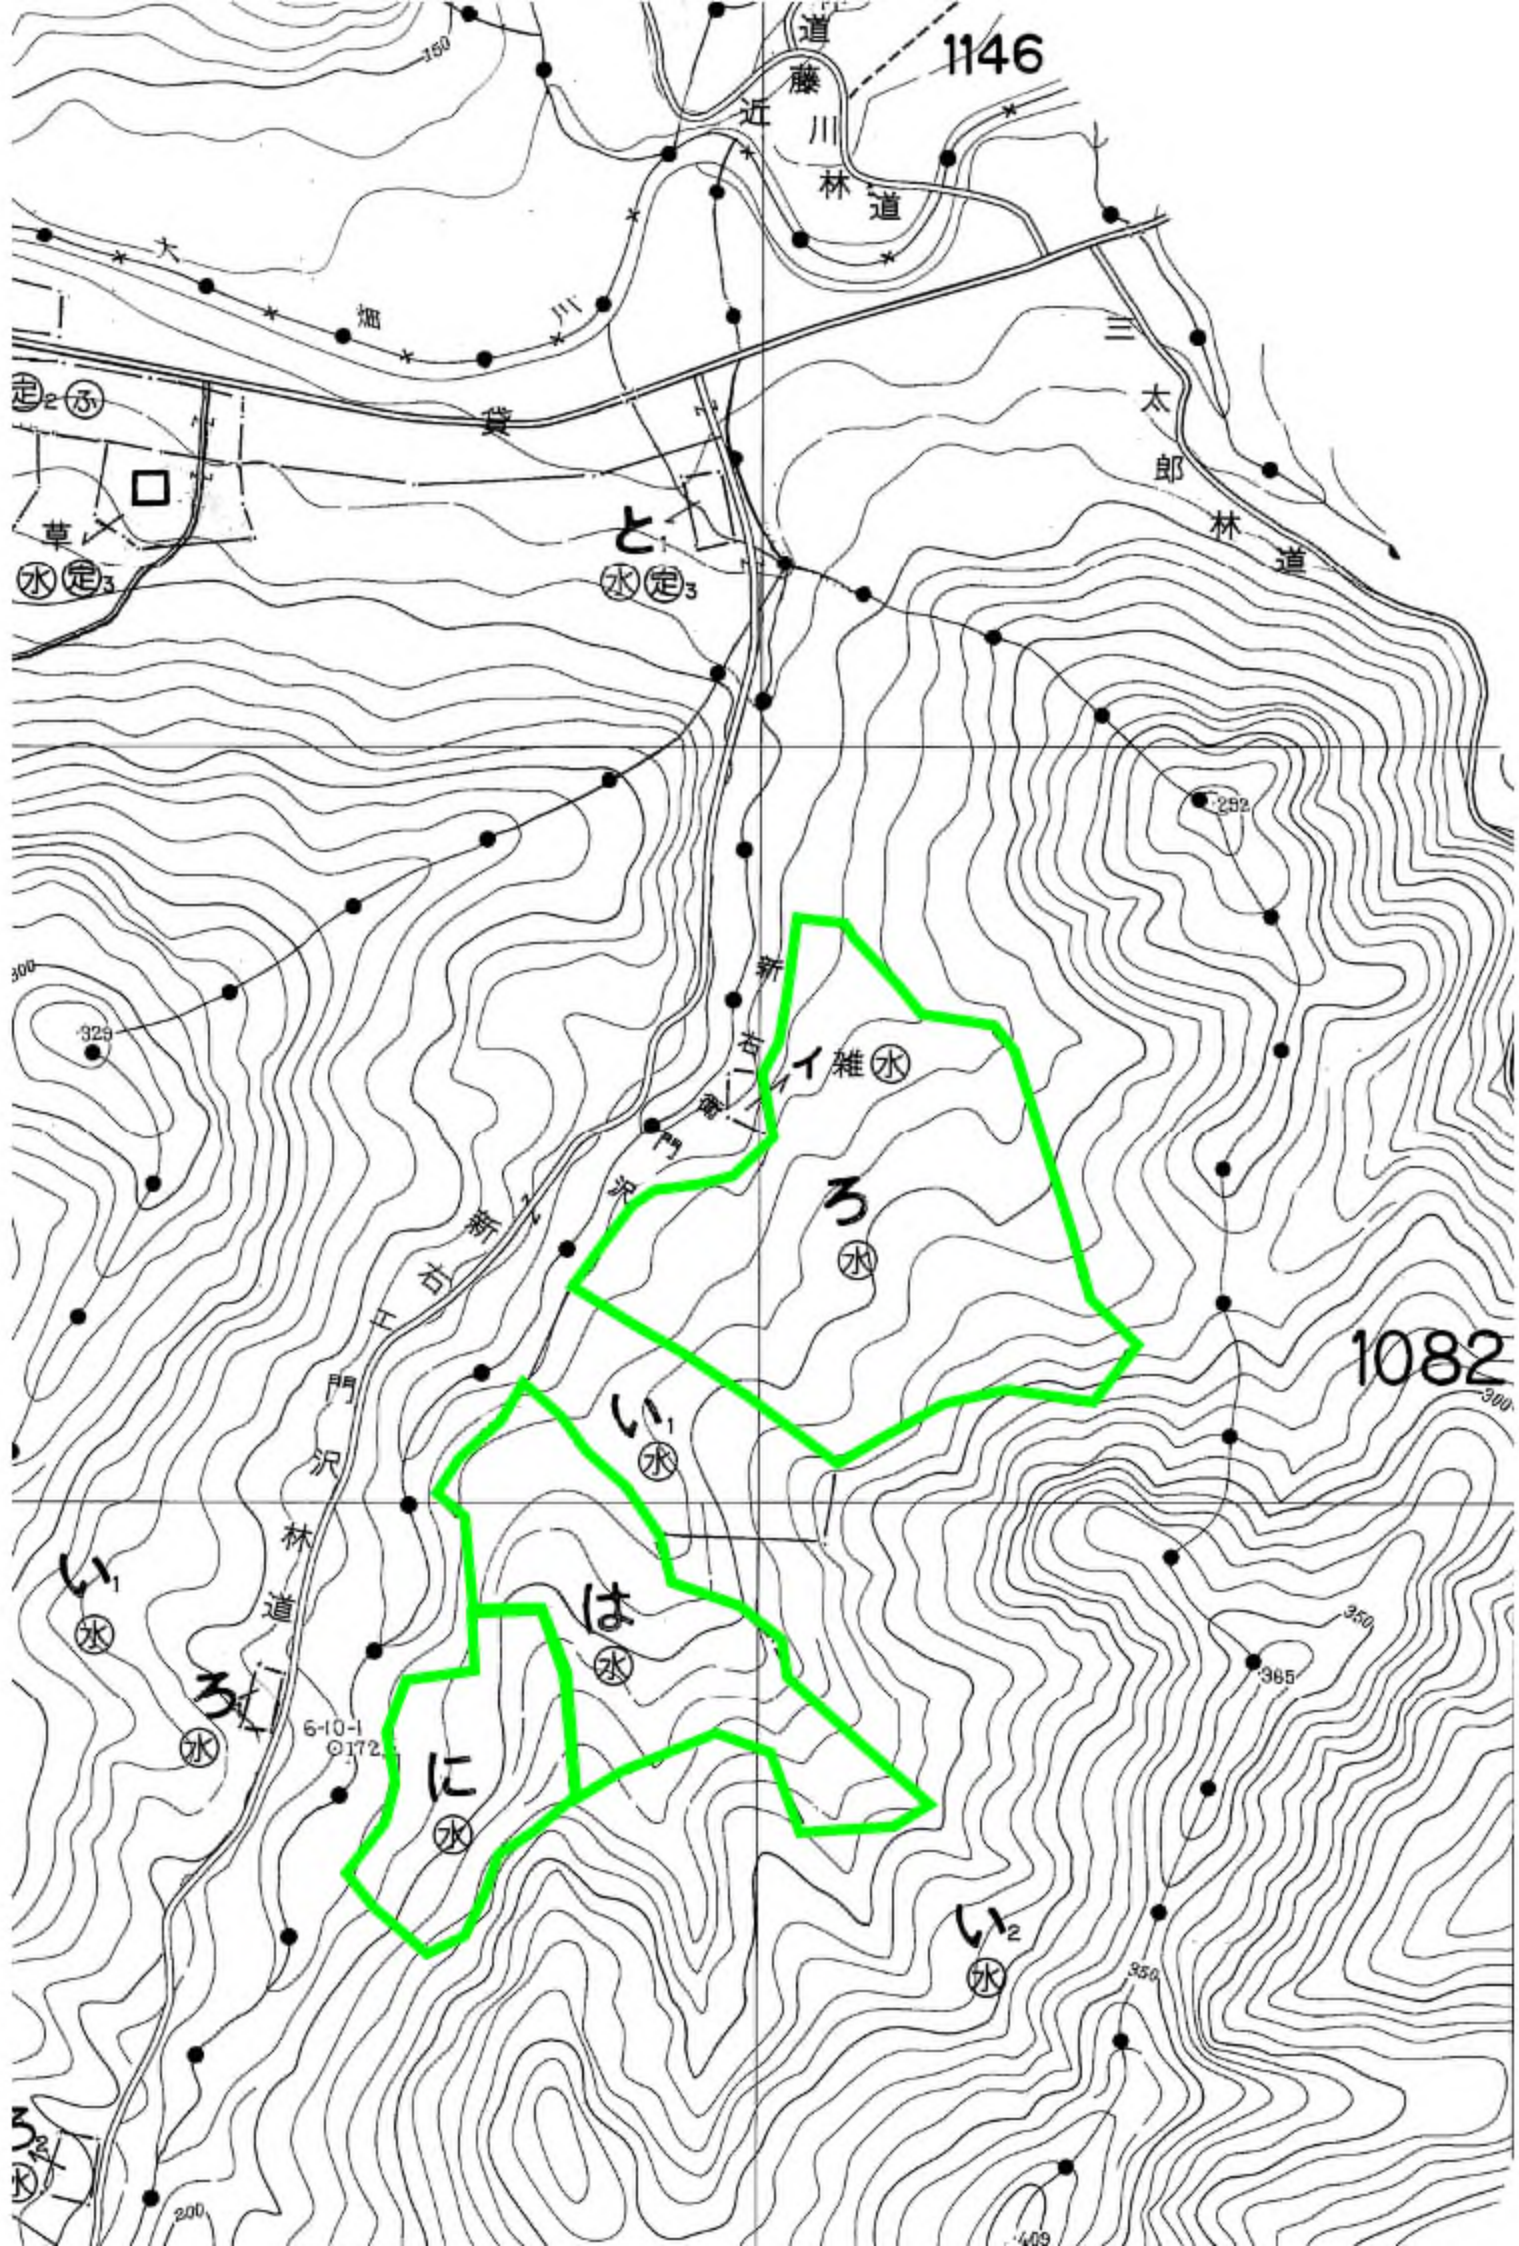 道
1146
150
藤
近
川
林
道
大
畑
川
三
定2 ふ
貸
太
郎
と1
林
草
道
水 定3
水 定3
292
新
300
329
右
イ 雑 水
衛
門
沢
ろ
新
水
右
エ
1082
門
300
い1
沢
水
林
い1
は
道
350
水
水
ろ
365
6-10-1
172
水
に
水
い2
350
水
ろ2
水
200
409